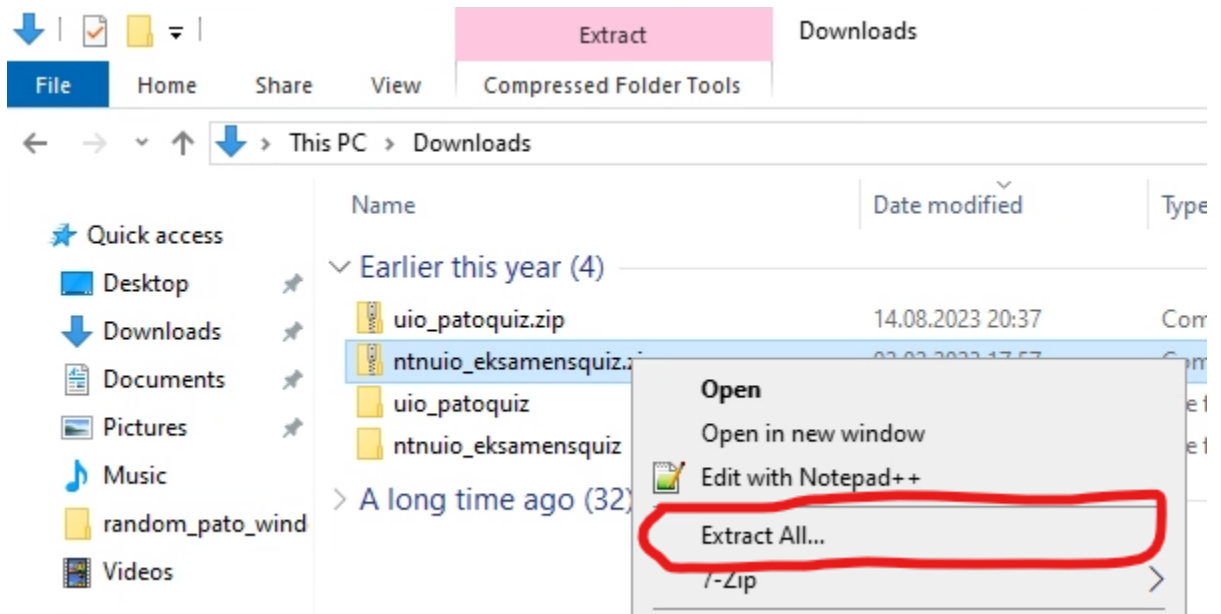 Extract
Downloads
File
Home
Share
View
Compressed Folder Tools
This PC
Downloads
Name
Date modified
Type
Quick access
Desktop
Downloads
Documents
Pictures
Music
random_pato_wind
Videos
Earlier this year (4)
uio_patoquiz.zip
14.08.2023 20:37
Com
ntnuio_eksamensquiz.zi
uio_patoquiz
ntnuio_eksamensquiz
A long time ago (32)
Open
Open in new window
Edit with Notepad++
Extract All...
7-Zip